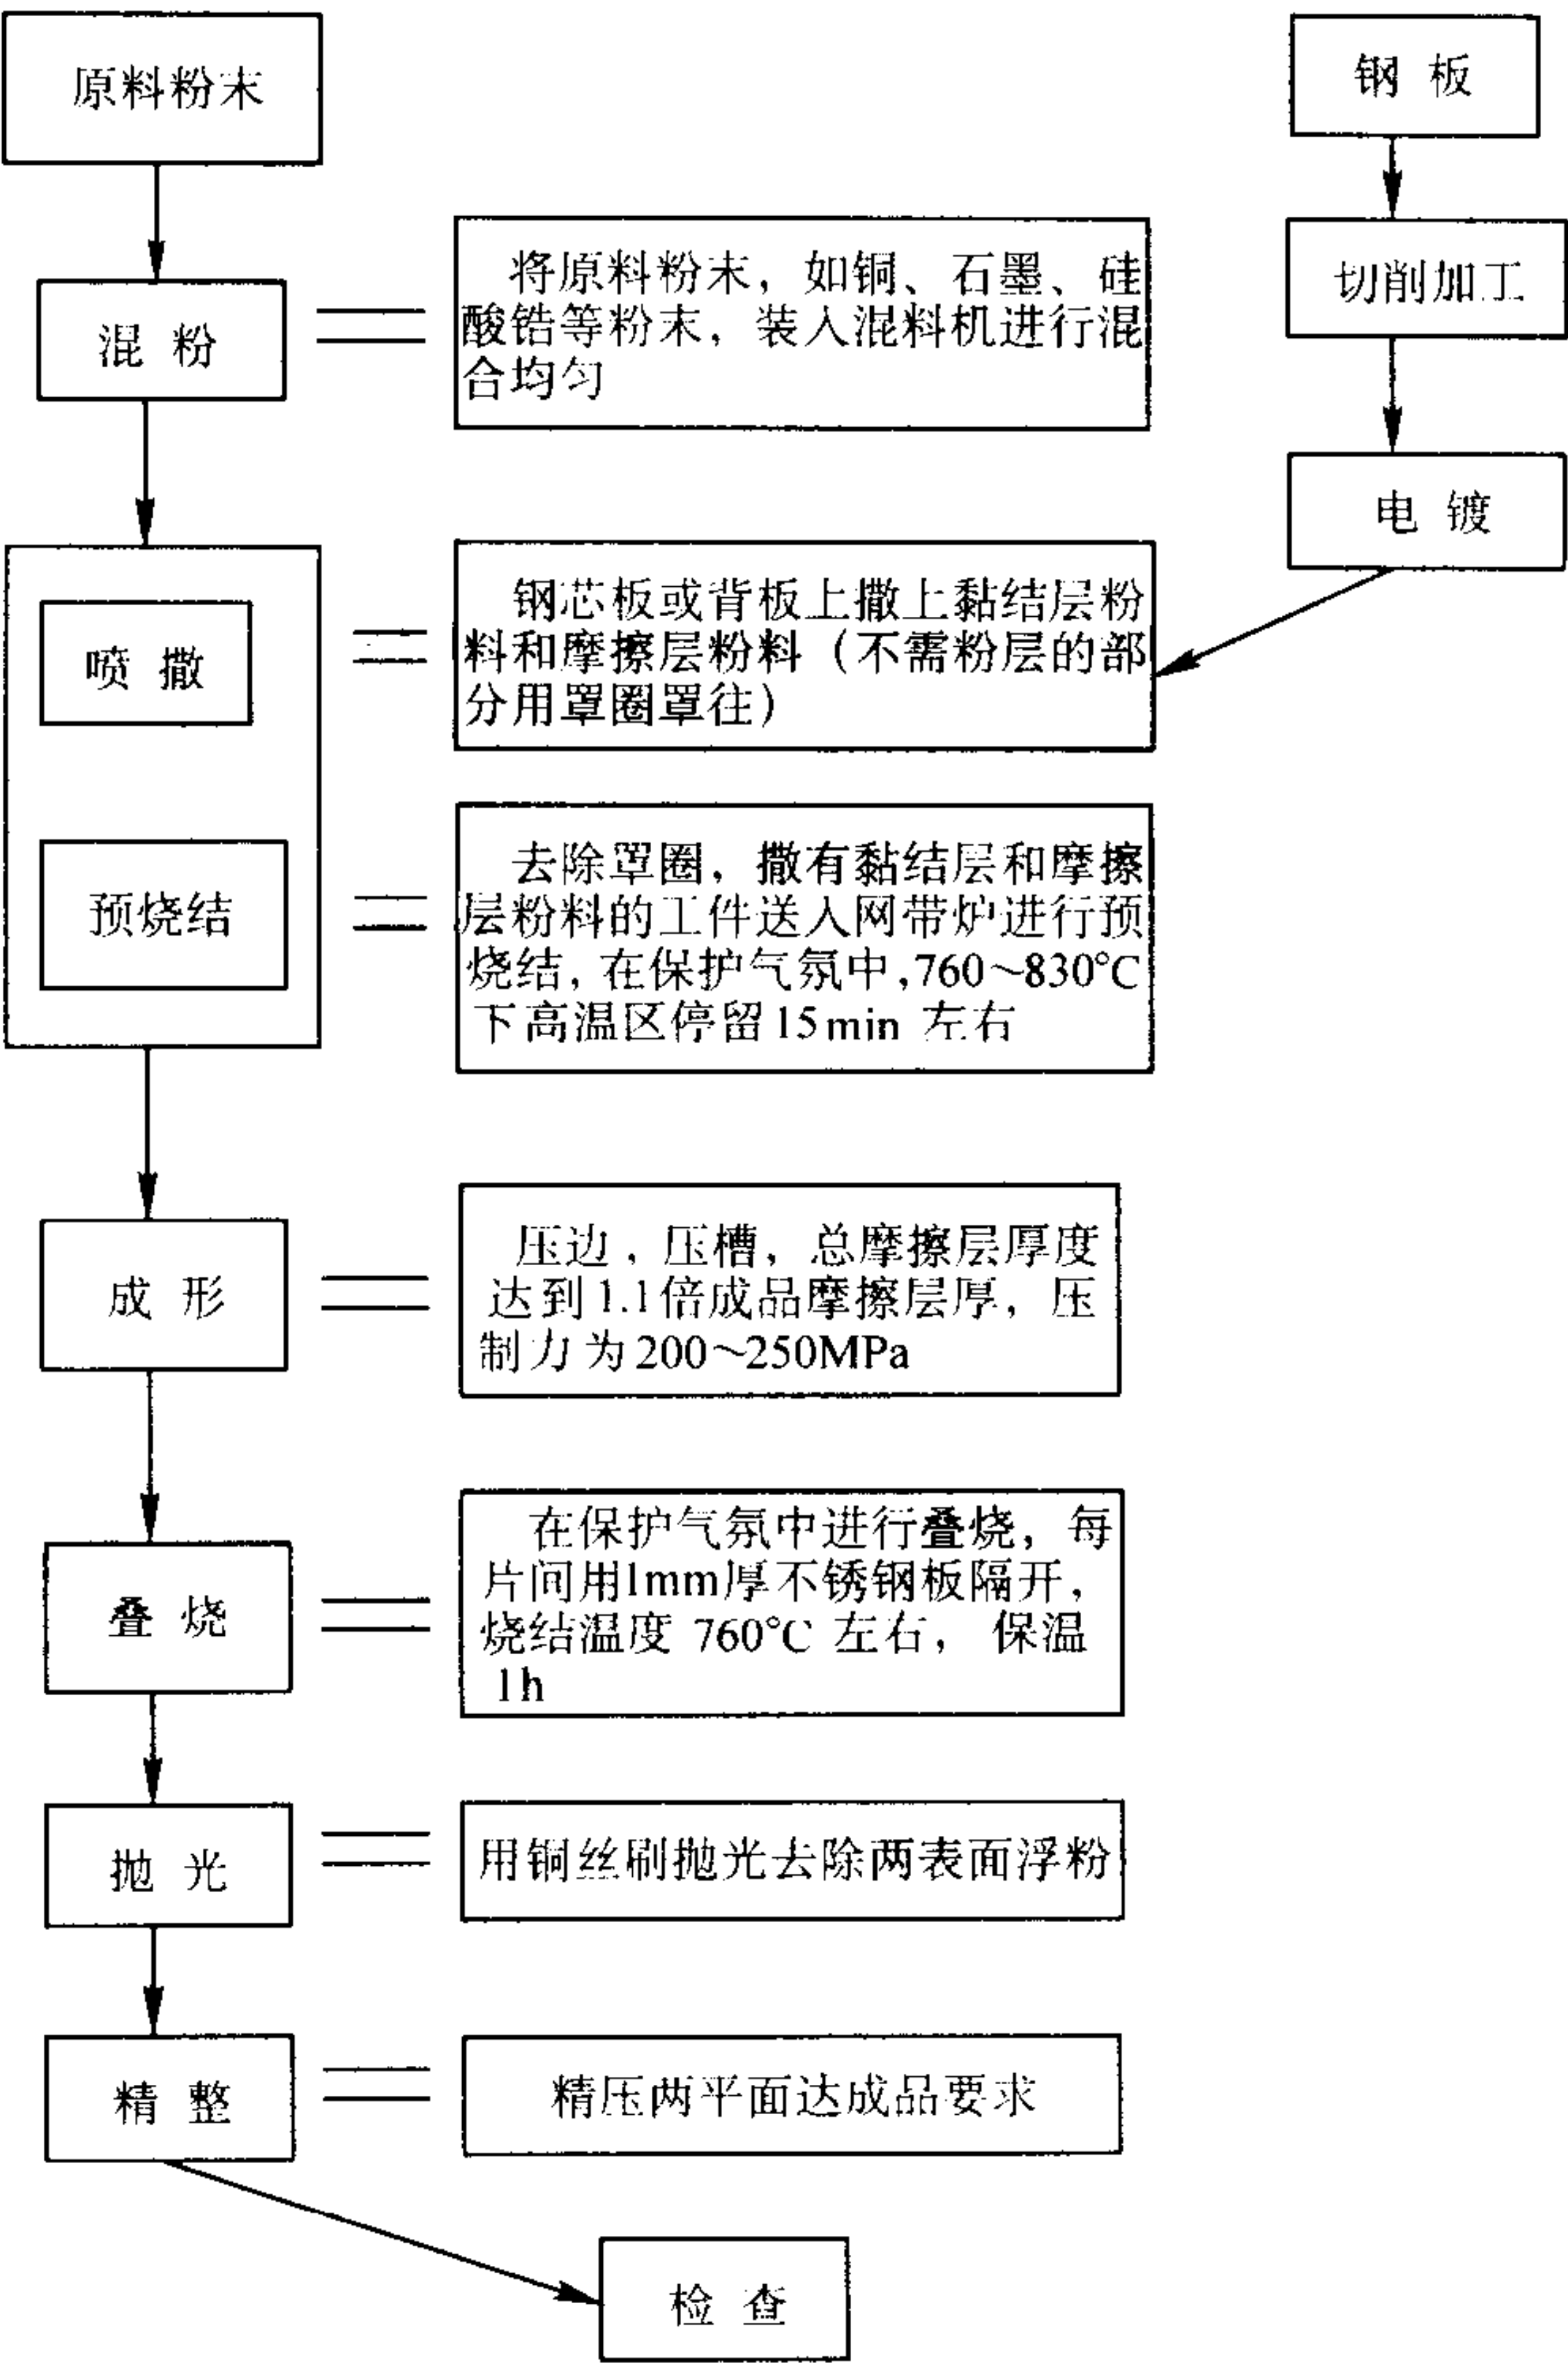 原料粉末
钢板
将原料粉末，如铜、石墨、硅
酸锆等粉末，装入混料机进行混
合均匀
混粉
切削加工
电镀
钢芯板或背板上撒上黏结层粉
料和摩擦层粉料（不需粉层的部
分用罩圈罩往）
喷撒
去除罩圈，撒有黏结层和摩擦
层粉料的工件送入网带炉进行预
烧结，在保护气氛中，760～830℃
下高温区停留15min 左右
预烧结
压边，压槽，总摩擦层厚度
达到1.1倍成品摩擦层厚，压
制力为200～250MPa
成形
在保护气氛中进行叠烧，每
片间用1mm厚不锈钢板隔开，
烧结温度 760℃ 左右，保温
1h
叠烧
用铜丝刷抛光去除两表面浮粉
抛光
精压两平面达成品要求
精整
检查